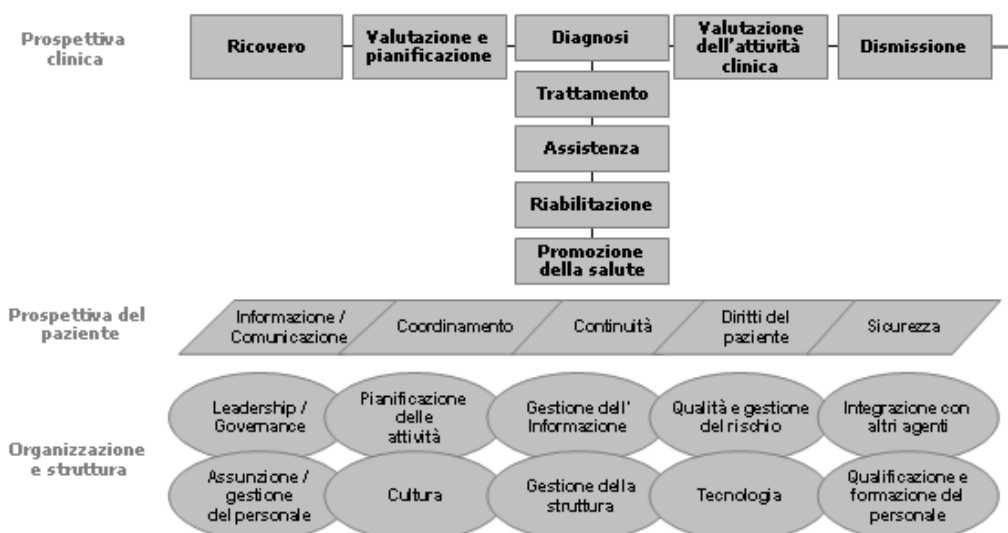 Prospettiva
clinica
Ricovero
Valutazione e
pianificazione
Diagnosi
Valutazione
dell'attività
clinica
Dismissione
Trattamento
Assistenza
Riabilitazione
Promozione
della salute
Prospettiva del
paziente
Informazione /
Comunicazione
Coordinamento
Continuità
Diritti del
paziente
Sicurezza
Organizzazione
e struttura
Leadership /
Governance
Pianificazione
delle
attività
Gestione dell'
Informazione
Qualità e gestione
del rischio
Integrazione con
altri agenti
Assunzione /
gestione
del personale
Cultura
Gestione della
struttura
Tecnologia
Qualificazione e
formazione del
personale